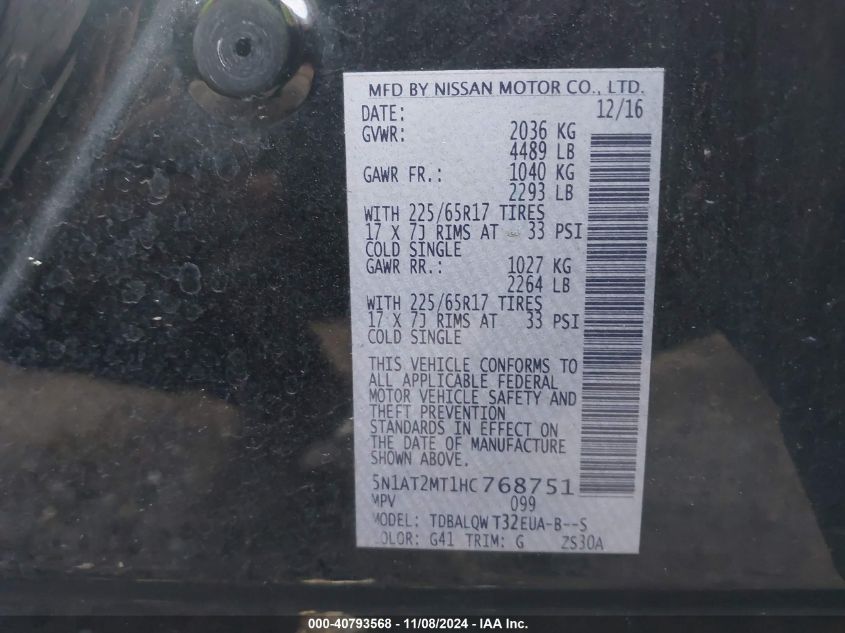 MFD BY NISSAN MOTOR CO., LTD.
DATE: 12/16
GVWR: 2036 KG
4489 LB
GAWR FR.: 1040 KG
2293 LB
WITH 225/65R17 TIRES
17 X 7J RIMS AT 33 PSI
COLD SINGLE
GAWR RR.: 1027 KG
2264 LB
WITH 225/65R17 TIRES
17 X 7J RIMS AT 33 PSI
COLD SINGLE
THIS VEHICLE CONFORMS TO
ALL APPLICABLE FEDERAL
MOTOR VEHICLE SAFETY AND
THEFT PREVENTION
STANDARDS IN EFFECT ON
THE DATE OF MANUFACTURE
SHOWN ABOVE.
5N1AT2MT1HC768751
MPV 099
MODEL: TDBALQWT32EUA-B--S
COLOR: G41 TRIM: G ZS30A
000-40793568 - 11/08/2024 - IAA Inc.